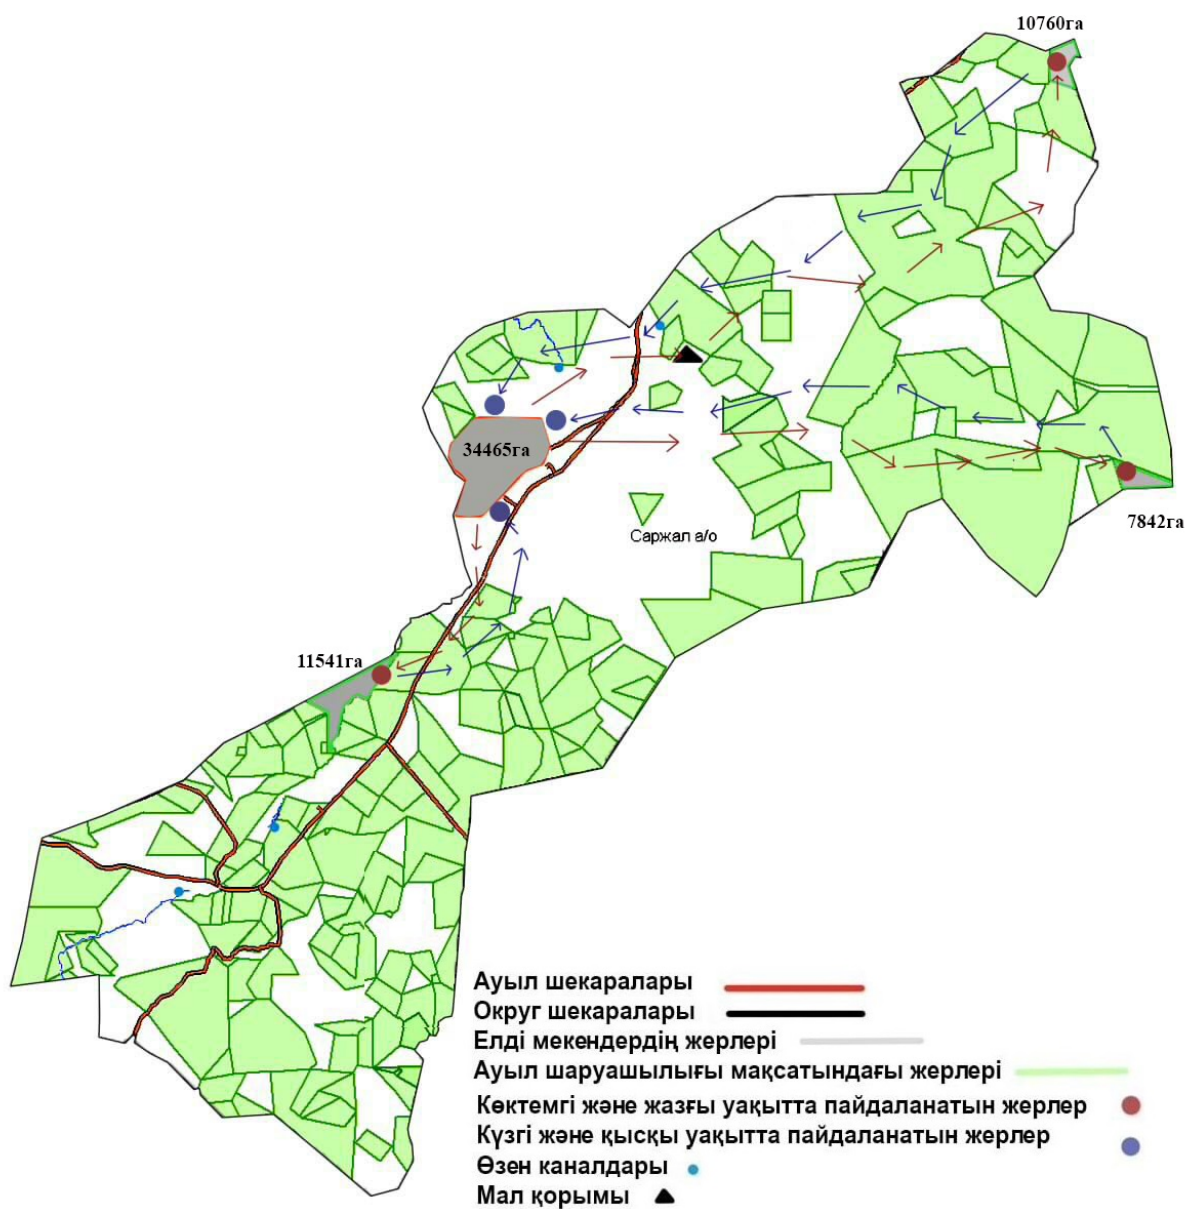 10760га
34465га
7842га
Саржал а/о
11541га
Ауыл шекаралары
Округ шекаралары
Елді мекендердің жерлері
Ауыл шаруашылығы мақсатындағы жерлері
Көктемгі және жазғы уақытта пайдаланатын жерлер
Күзгі және қысқы уақытта пайдаланатын жерлер
Өзен каналдары
Мал қорымы